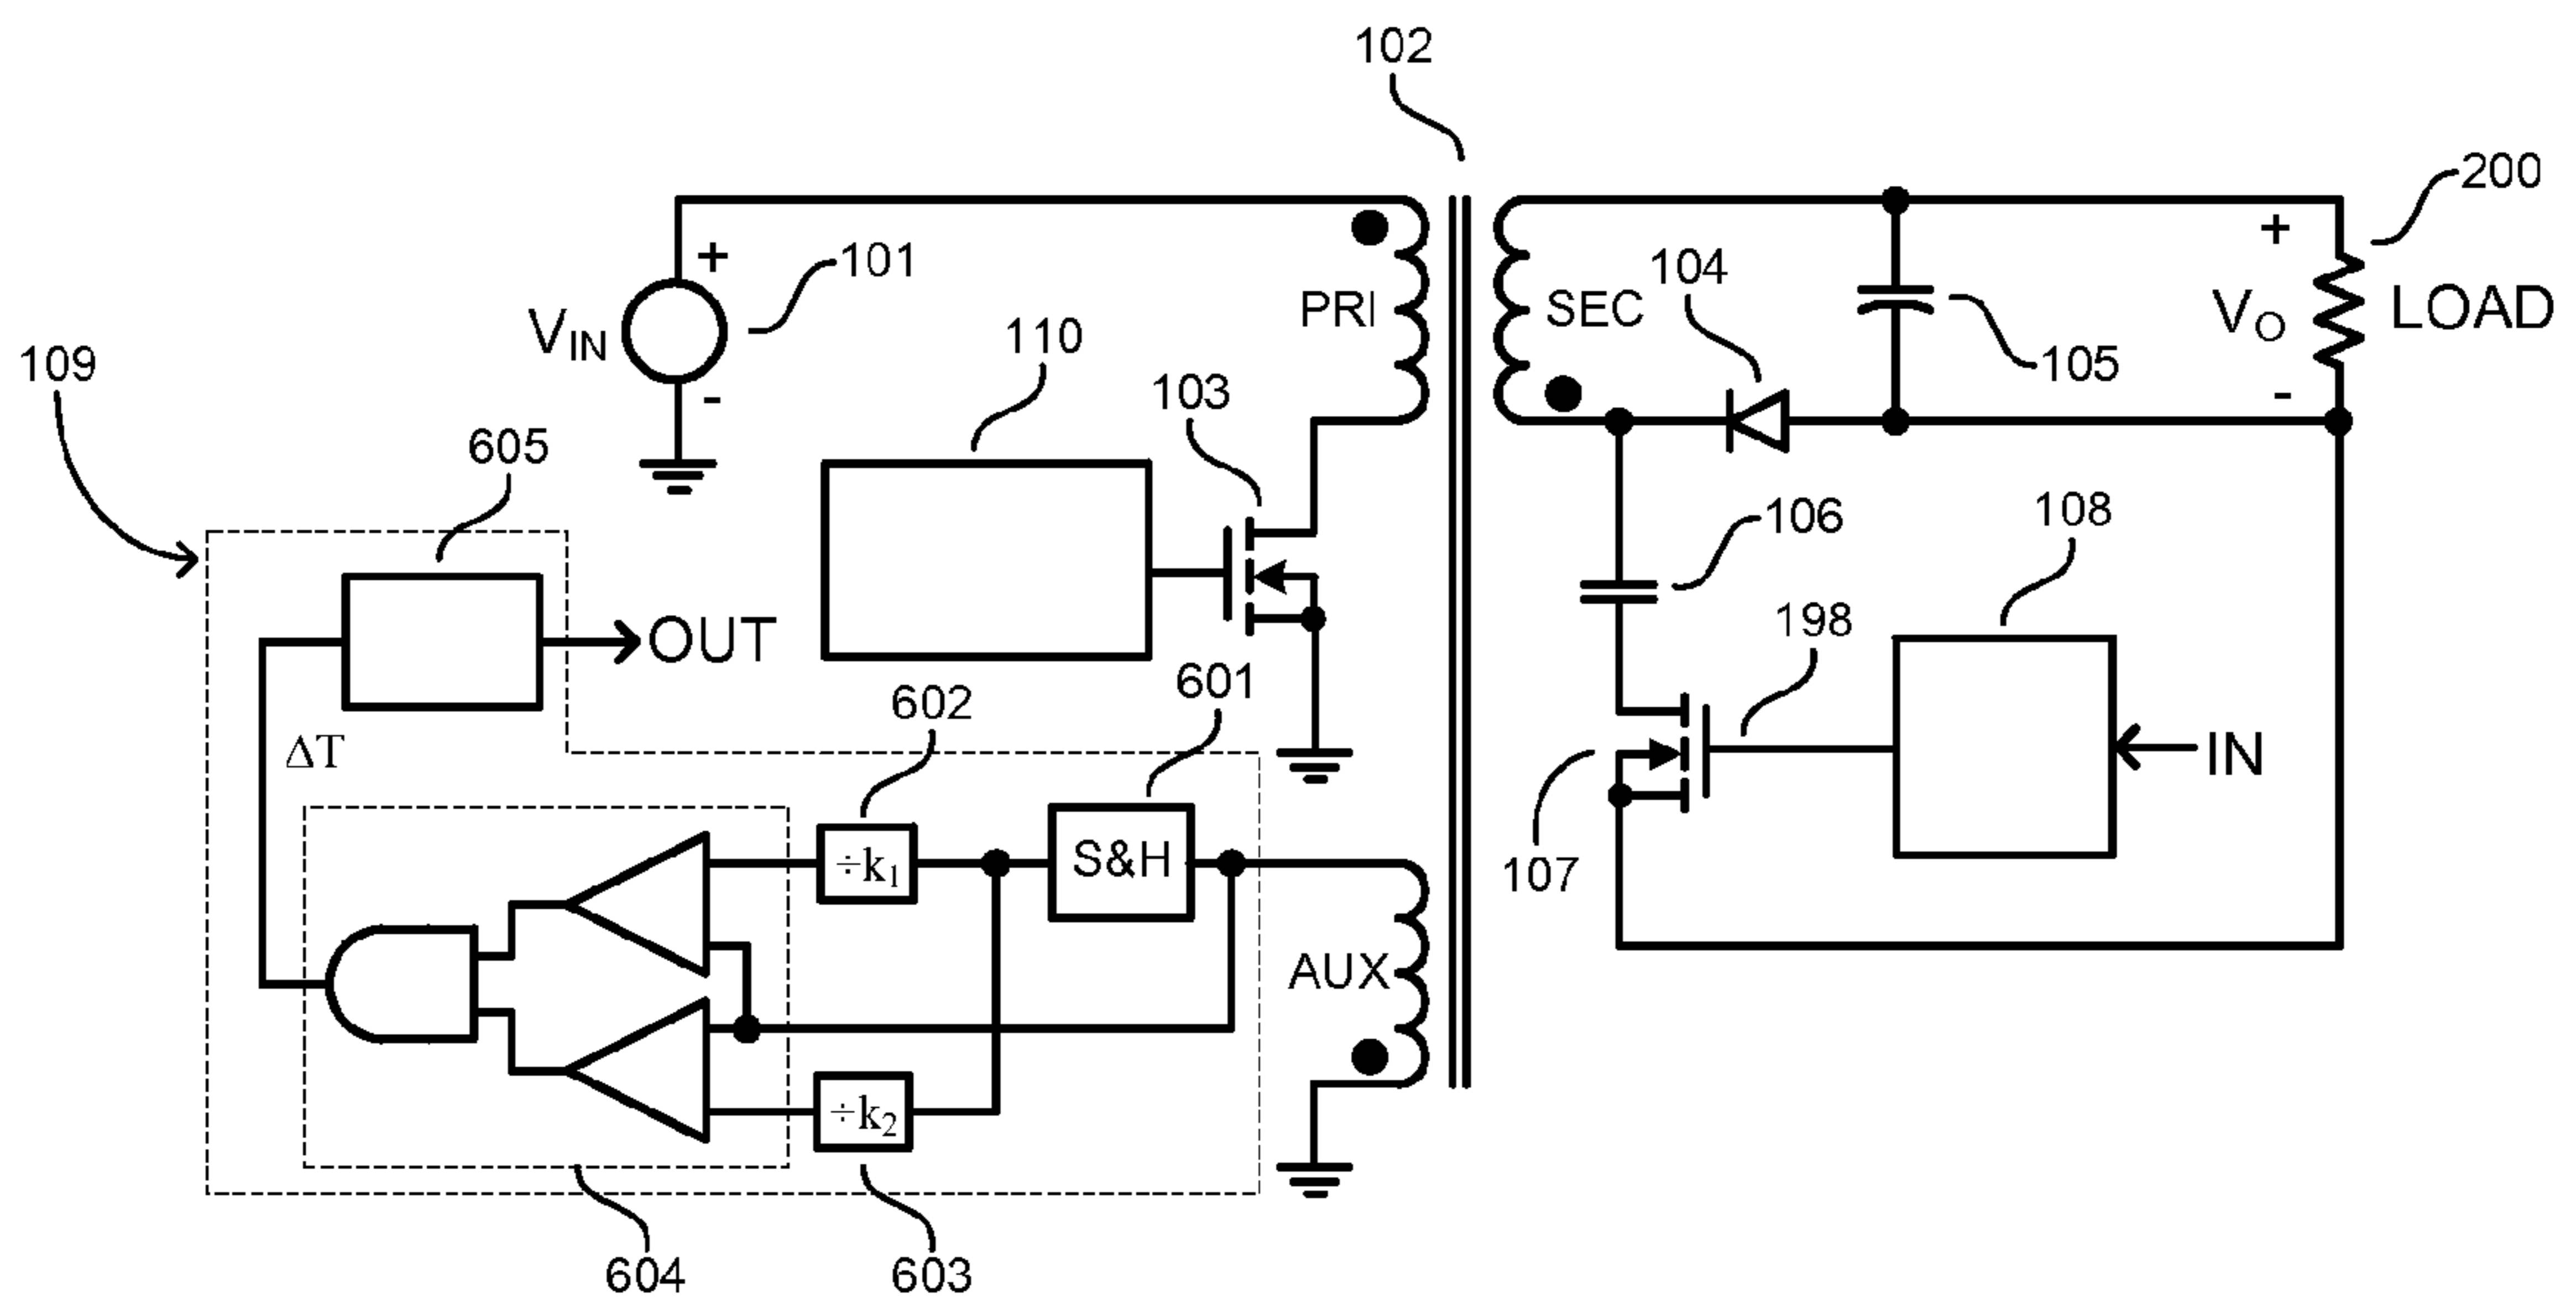 102
200
+
101
+
104
PRI
SEC
V_IN
V_O
LOAD
110
105
109
103
-
-
605
106
108
198
OUT
601
602
ΔT
IN
÷k₁
S&H
107
AUX
÷k₂
604
603